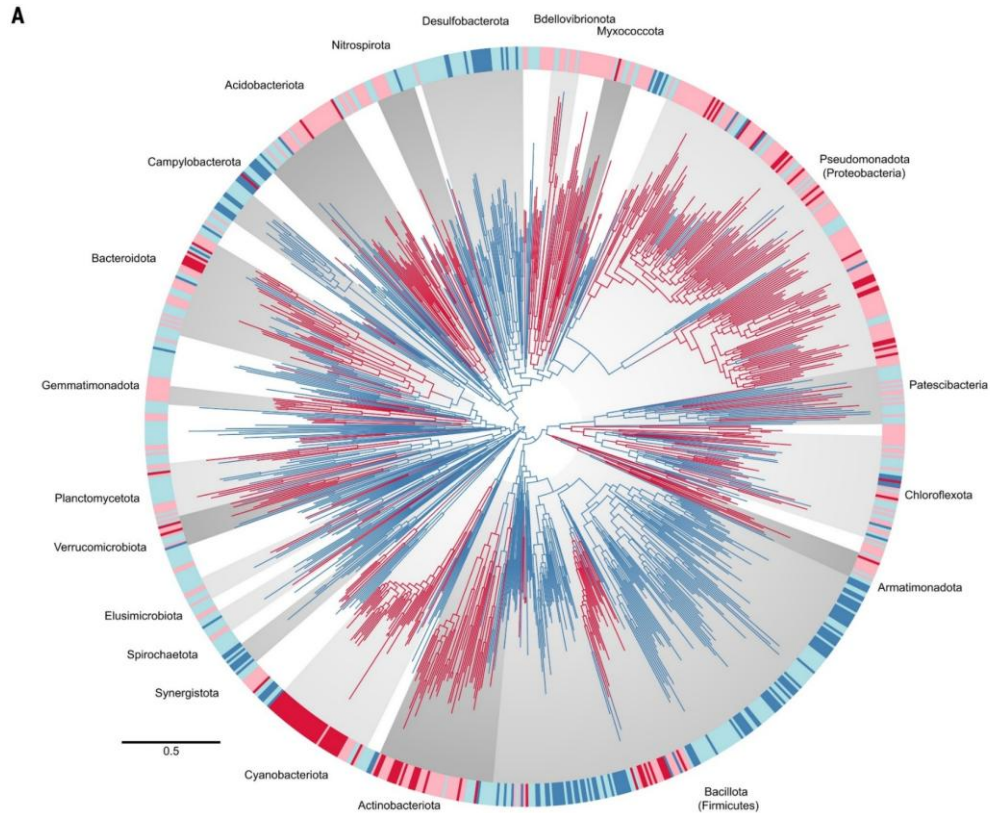 A
Desulfobacterota
Bdellovibrionota
Myxococcota
Nitrospirota
Acidobacteriota
Campylobacterota
Pseudomonadota
(Proteobacteria)
Bacteroidota
Gemmatimonadota
Patescibacteria
Planctomycetota
Chloroflexota
Verrucomicrobiota
Armatimonadota
Elusimicrobiota
Spirochaetota
Synergistota
0.5
Cyanobacteriota
Actinobacteriota
Bacillota
(Firmicutes)